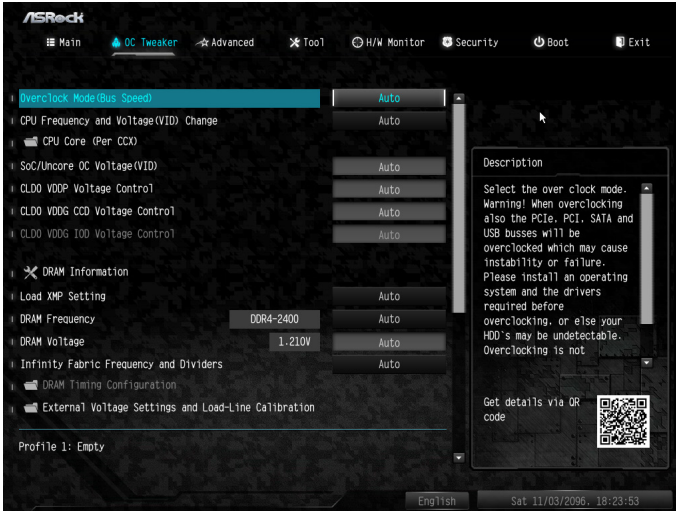 ASRock
Main OC Tweaker Advanced Tool H/W Monitor Security Boot Exit
Overclock Mode(Bus Speed) Auto
CPU Frequency and Voltage(VID) Change Auto
CPU Core (Per CCX)
SoC/Uncore OC Voltage(VID) Auto
CLDO VDDP Voltage Control Auto
CLDO VDDG CCD Voltage Control Auto
CLDO VDDG IOD Voltage Control Auto
DRAM Information
Load XMP Setting Auto
DRAM Frequency DDR4-2400 Auto
DRAM Voltage 1.210V Auto
Infinity Fabric Frequency and Dividers Auto
DRAM Timing Configuration
External Voltage Settings and Load-Line Calibration
Profile 1: Empty
Description
Select the over clock mode.
Warning! When overclocking
also the PCIe, PCI, SATA and
USB busses will be
overclocked which may cause
instability or failure.
Please install an operating
system and the drivers
required before
overclocking, or else your
HDD`s may be undetectable.
Overclocking is not
Get details via QR
code
English
Sat 11/03/2096, 18:23:53